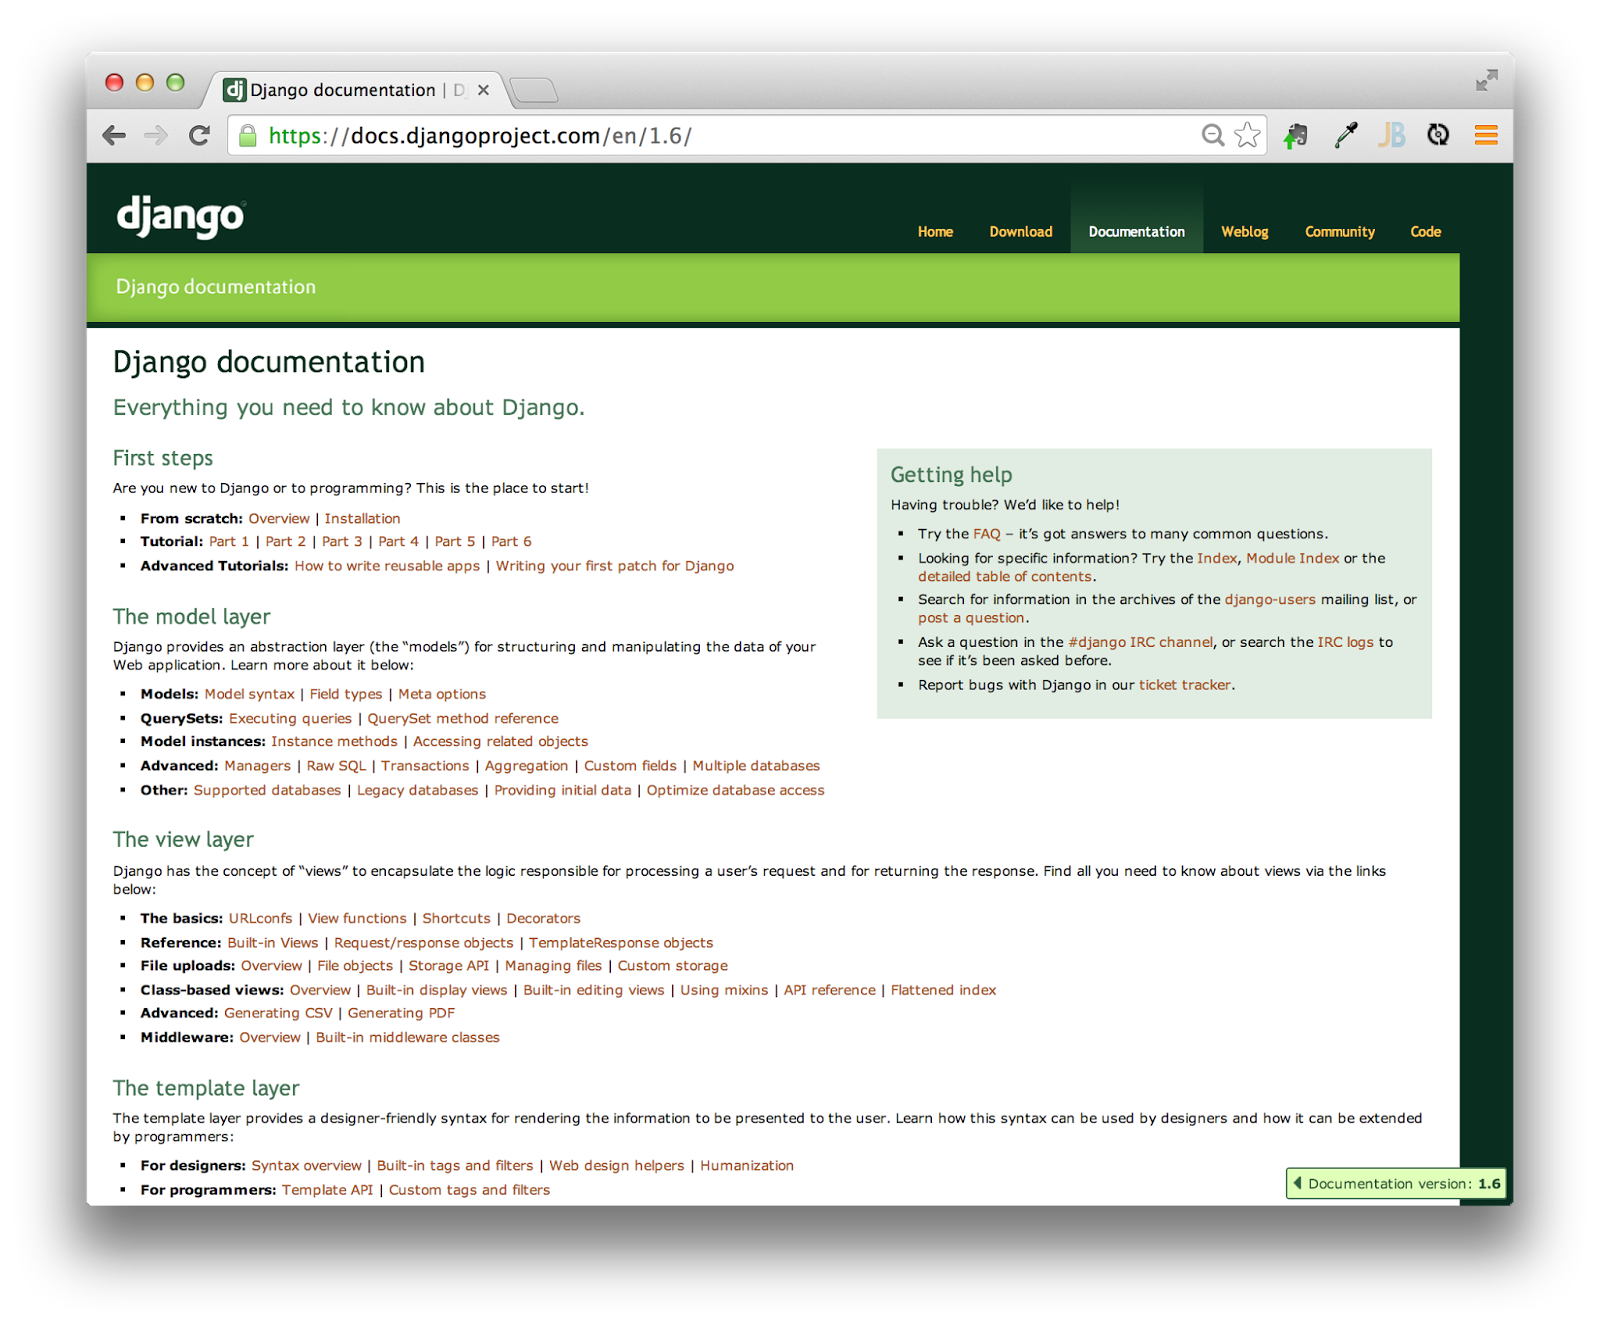 Django documentation | D
https://docs.djangoproject.com/en/1.6/
JB
django
Home Download Documentation Weblog Community Code
Django documentation
Django documentation
Everything you need to know about Django.
First steps
Are you new to Django or to programming? This is the place to start!
From scratch: Overview | Installation
Tutorial: Part 1 | Part 2 | Part 3 | Part 4 | Part 5 | Part 6
Advanced Tutorials: How to write reusable apps | Writing your first patch for Django
The model layer
Django provides an abstraction layer (the “models”) for structuring and manipulating the data of your
Web application. Learn more about it below:
Models: Model syntax | Field types | Meta options
QuerySets: Executing queries | QuerySet method reference
Model instances: Instance methods | Accessing related objects
Advanced: Managers | Raw SQL | Transactions | Aggregation | Custom fields | Multiple databases
Other: Supported databases | Legacy databases | Providing initial data | Optimize database access
Getting help
Having trouble? We’d like to help!
Try the FAQ – it’s got answers to many common questions.
Looking for specific information? Try the Index, Module Index or the
detailed table of contents.
Search for information in the archives of the django-users mailing list, or
post a question.
Ask a question in the #django IRC channel, or search the IRC logs to
see if it’s been asked before.
Report bugs with Django in our ticket tracker.
The view layer
Django has the concept of “views” to encapsulate the logic responsible for processing a user’s request and for returning the response. Find all you need to know about views via the links
below:
The basics: URLconfs | View functions | Shortcuts | Decorators
Reference: Built-in Views | Request/response objects | TemplateResponse objects
File uploads: Overview | File objects | Storage API | Managing files | Custom storage
Class-based views: Overview | Built-in display views | Built-in editing views | Using mixins | API reference | Flattened index
Advanced: Generating CSV | Generating PDF
Middleware: Overview | Built-in middleware classes
The template layer
The template layer provides a designer-friendly syntax for rendering the information to be presented to the user. Learn how this syntax can be used by designers and how it can be extended
by programmers:
For designers: Syntax overview | Built-in tags and filters | Web design helpers | Humanization
For programmers: Template API | Custom tags and filters
Documentation version: 1.6